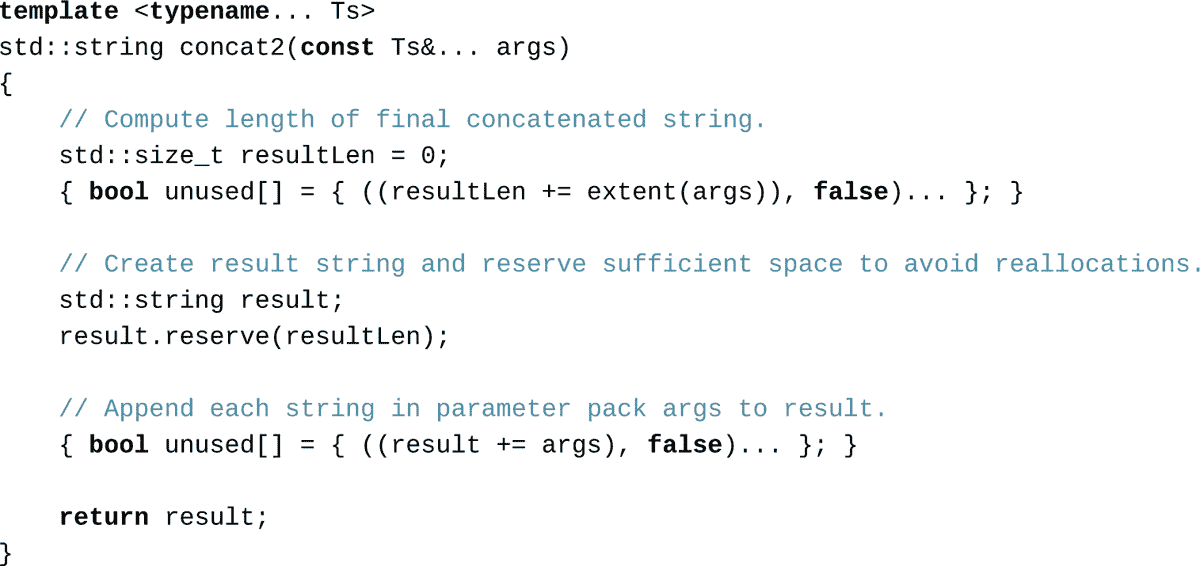 template <typename... Ts>
std::string concat2(const Ts&... args)
{
    // Compute length of final concatenated string.
    std::size_t resultLen = 0;
    { bool unused[] = { ((resultLen += extent(args)), false)... }; }

    // Create result string and reserve sufficient space to avoid reallocations.
    std::string result;
    result.reserve(resultLen);

    // Append each string in parameter pack args to result.
    { bool unused[] = { ((result += args), false)... }; }

    return result;
}